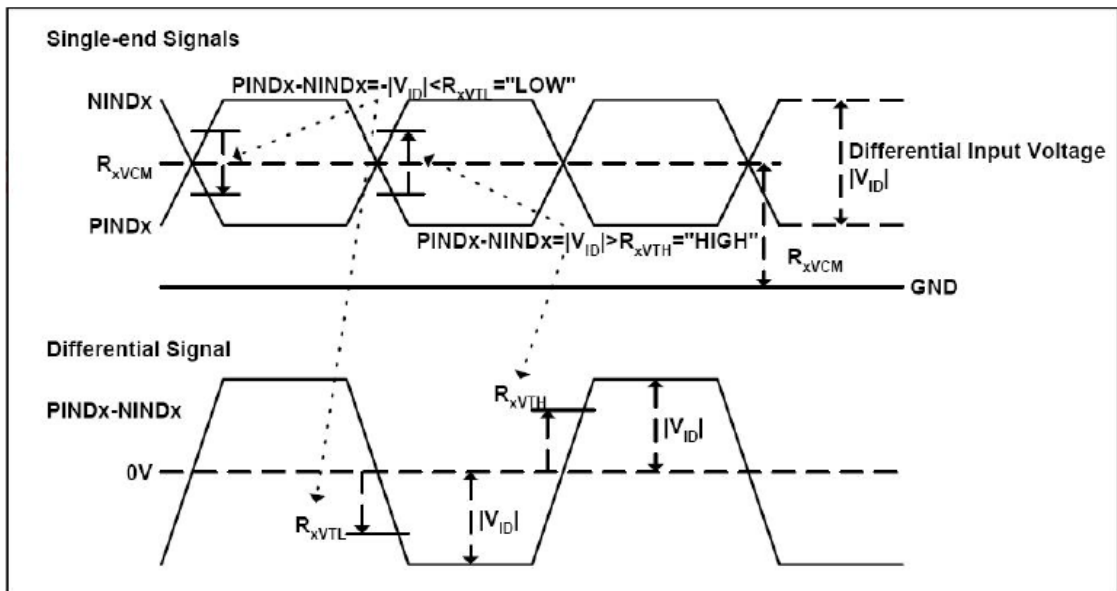 Single-end Signals
PINDx-NINDx=-|VID|<RxVTL="LOW"
NINDx
RxVCM
Differential Input Voltage
|VID|
PINDx
PINDx-NINDx=|VID|>RxVTH="HIGH"
RxVCM
GND
Differential Signal
RxVTH
PINDx-NINDx
|VID|
0V
RxVTL
|VID|